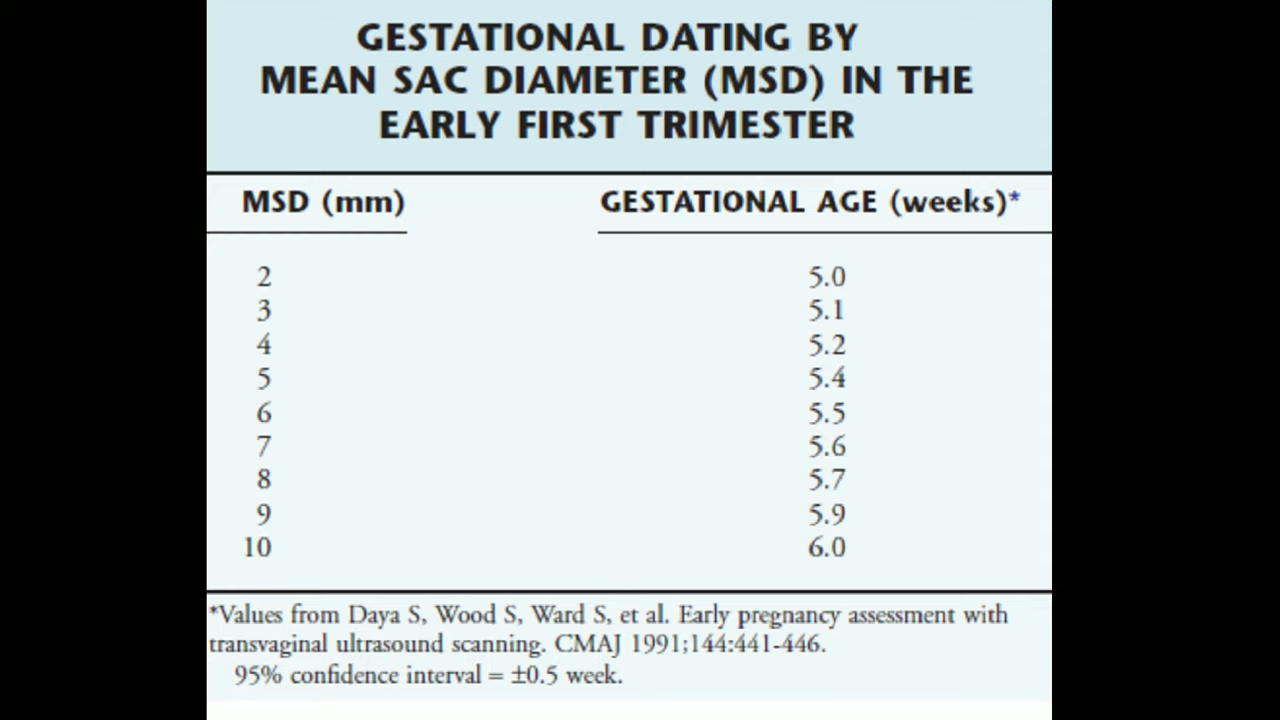 GESTATIONAL DATING BY
MEAN SAC DIAMETER (MSD) IN THE
EARLY FIRST TRIMESTER
MSD (mm) GESTATIONAL AGE (weeks)*
2 5.0
3 5.1
4 5.2
5 5.4
6 5.5
7 5.6
8 5.7
9 5.9
10 6.0
*Values from Daya S, Wood S, Ward S, et al. Early pregnancy assessment with
transvaginal ultrasound scanning. CMAJ 1991;144:441-446.
95% confidence interval = ±0.5 week.